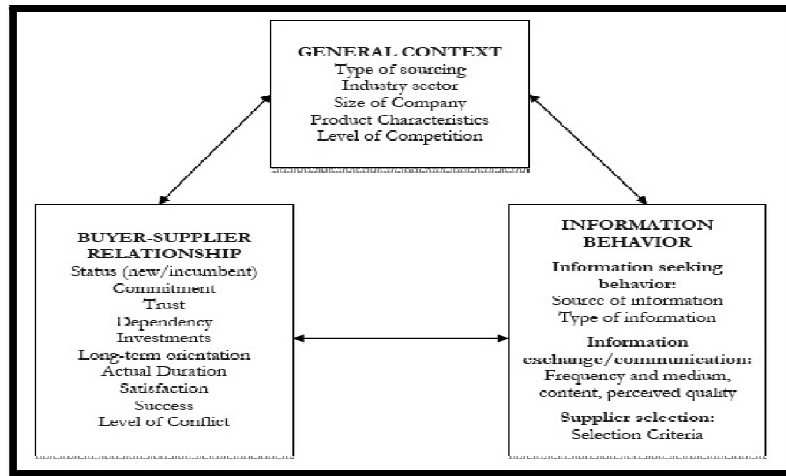 GENERAL CONTEXT
Type of sourcing
Industry sector
Size of Company
Product Characteristics
Level of Competition
BUYER-SUPPLIER
RELATIONSHIP
Status (new/incumbent)
Commitment
Trust
Dependency
Investments
Long-term orientation
Actual Duration
Satisfaction
Success
Level of Conflict
INFORMATION
BEHAVIOR
Information seeking
behavior:
Source of information
Type of information
Information
exchange/communication:
Frequency and medium,
content, perceived quality
Supplier selection:
Selection Criteria